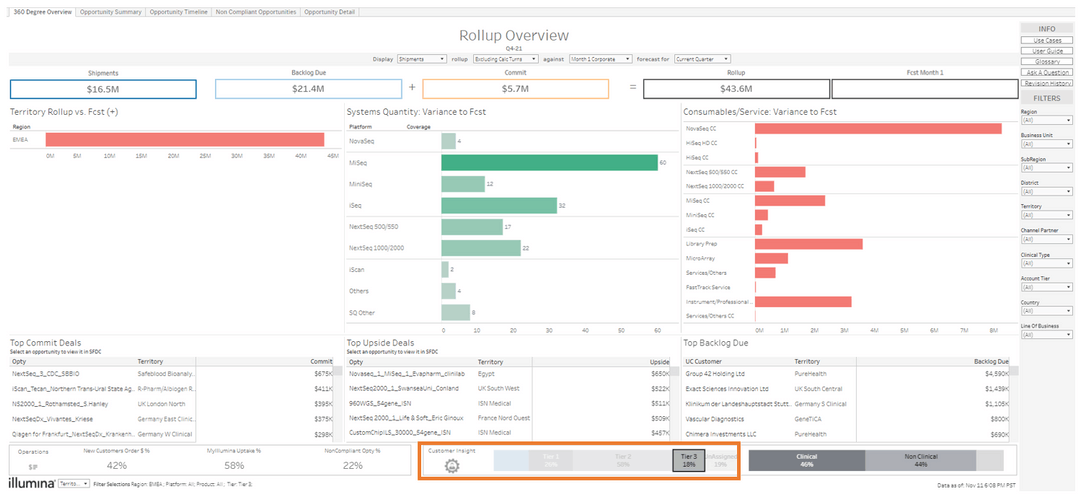 360 Degree Overview Opportunity Summary Opportunity Timeline Non Compliant Opportunities Opportunity Detail
Rollup Overview
Q4-21
Display Shipments rollup Excluding Calc Turns against Month 1 Corporate forecast for Current Quarter
Shipments Backlog Due Commit Rollup Fcst Month 1
$16.5M $21.4M + $5.7M = $43.6M
INFO
Use Cases
User Guide
Glossary
Ask A Question
Revision History
FILTERS
Region
(All)
Business Unit
(All)
SubRegion
(All)
District
(All)
Territory
(All)
Channel Partner
(All)
Clinical Type
(All)
Account Tier
(All)
Country
(All)
Line Of Business
(All)
Territory Rollup vs. Fcst (+)
Region
EMEA
0M 5M 10M 15M 20M 25M 30M 35M 40M 45M
Systems Quantity: Variance to Fcst
Platform Coverage
NovaSeq 4
MiSeq 60
MiniSeq 12
iSeq 32
NextSeq 500/550 17
NextSeq 1000/2000 22
iScan 2
Others 4
SQ Other 8
0 10 20 30 40 50 60
Consumables/Service: Variance to Fcst
NovaSeq CC
HiSeq HO CC
HiSeq CC
NextSeq 500/550 CC
NextSeq 1000/2000 CC
MiSeq CC
MiniSeq CC
iSeq CC
Library Prep
MicroArray
Services/Others
FastTrack Service
Instrument/Professional...
Services/Others CC
0M 1M 2M 3M 4M 5M 6M 7M 8M
Top Commit Deals
Select an opportunity to view it in SFDC
Opty Territory Commit
NextSeq_3_CDC_SBBIO Safeblood Bioanaly.. $675K
iScan_Tecan_Northern Trans-Ural State Ag.. R-Pharm/Albiogen R.. $411K
NS2000_1_Rothamsted_S.Hanley UK London North $395K
NextSeqDx_Vivantes_Kriese Germany East Clinic.. $375K
Qiagen for Frankfurt_NextSeqDx_Krankenh.. Germany W Clinical $298K
Top Upside Deals
Select an opportunity to view it in SFDC
Opty Territory Upside
Novaseq_1_MiSeq_1_Evapharm_clinilab Egypt $650K
NextSeq2000_1_SwanseaUni_Conland UK South West $522K
960WGS_54gene_ISN ISN Medical $511K
NextSeq 2000_1_Life & Soft_Eric Ginoux France Nord Ouest $509K
CustomChipILS_30000_54gene_ISN ISN Medical $457K
Top Backlog Due
UC Customer Territory Backlog Due
Group 42 Holding Ltd PureHealth $4,590K
Exact Sciences Innovation Ltd UK South Central $1,439K
Klinikum der Landeshauptstadt Stutt.. Germany S Clinical $1,105K
Vascular Diagnostics GeneTiCA $800K
Chimera Investments LLC PureHealth $690K
Operations New Customers Order $ % MyIllumina Uptake % NonCompliant Opty %
$IP 42% 58% 22%
Customer Insight Tier 1 Tier 2 Tier 3 Unassigned
18% 19%
Clinical Non Clinical
46% 44%
illumina Territo.. Filter Selections Region: EMEA ; Platform: All; Product: All ; Tier: Tier 3
Data as of: Nov 11 6:08 PM PST